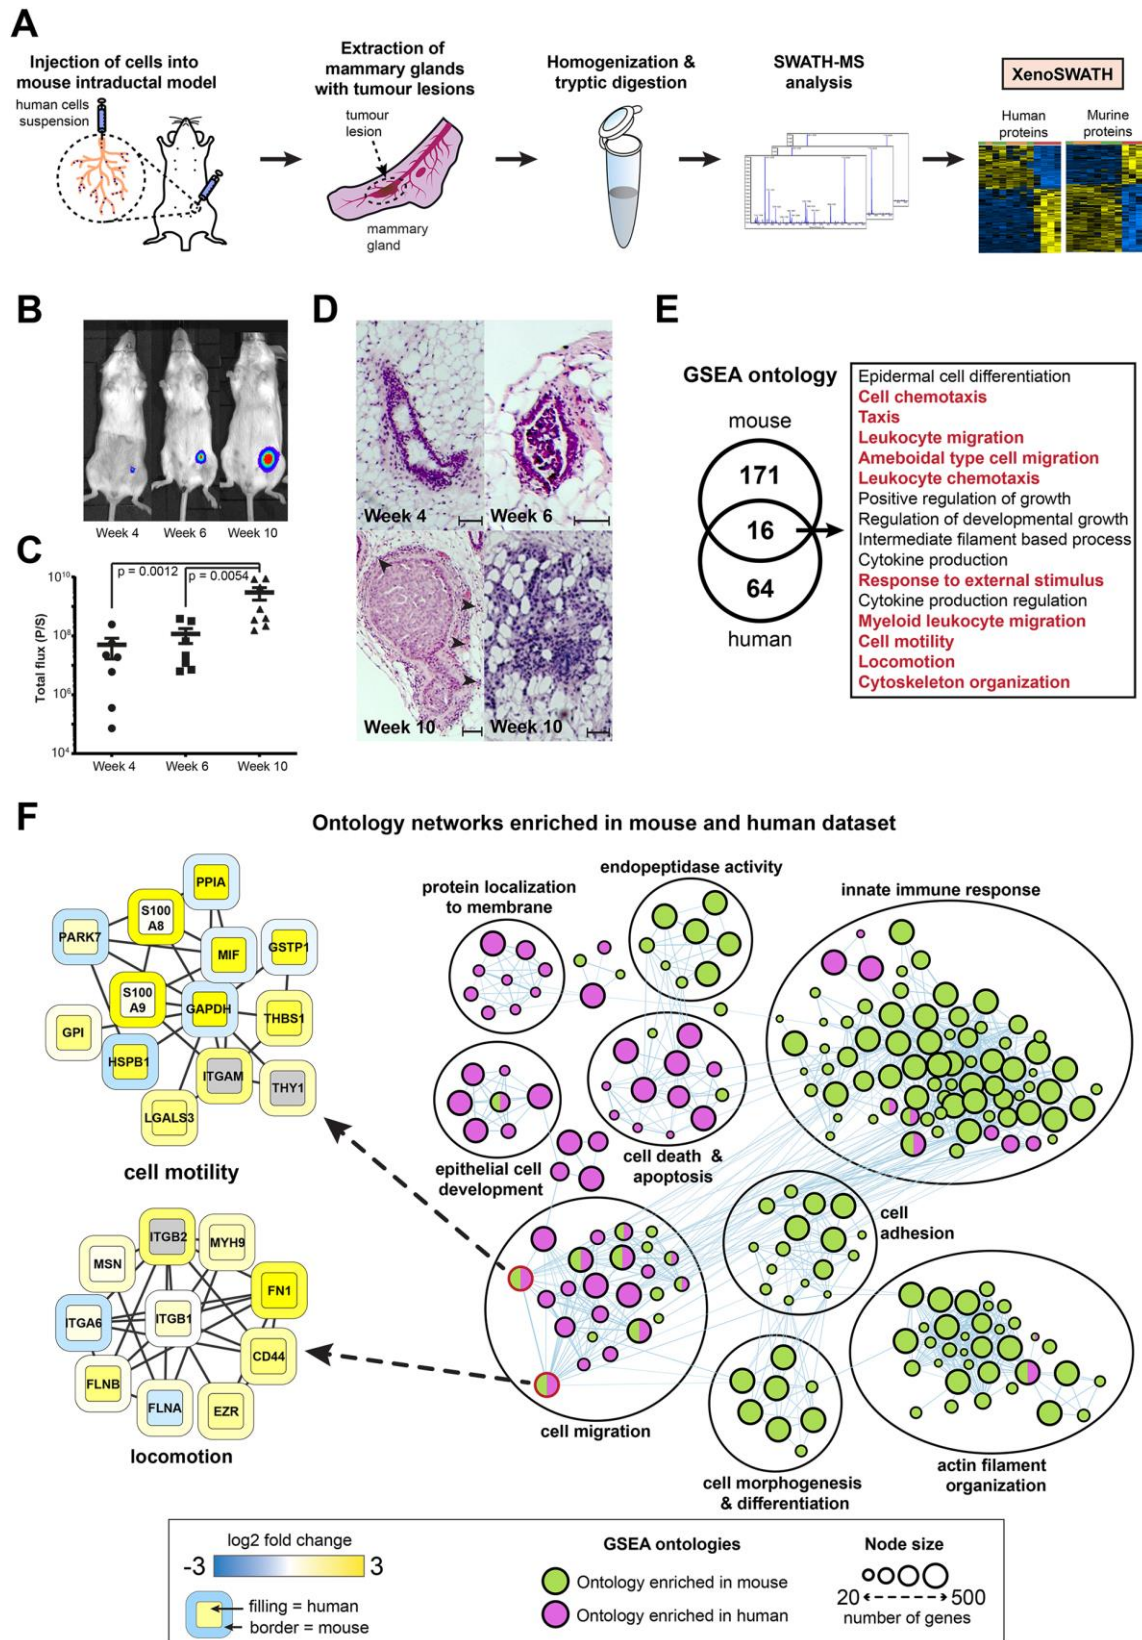 A
Injection of cells into
mouse intraductal model
human cells
suspension
Extraction of
mammary glands
with tumour lesions
tumour
lesion
mammary
gland
Homogenization &
tryptic digestion
SWATH-MS
analysis
XenoSWATH
Human
proteins
Murine
proteins
B
Week 4
Week 6
Week 10
C
p = 0.0012
p = 0.0054
Total flux (P/S)
10^10
10^8
10^6
10^4
Week 4
Week 6
Week 10
D
Week 4
Week 6
Week 10
Week 10
E
GSEA ontology
mouse
171
16
64
human
Epidermal cell differentiation
Cell chemotaxis
Taxis
Leukocyte migration
Ameboidal type cell migration
Leukocyte chemotaxis
Positive regulation of growth
Regulation of developmental growth
Intermediate filament based process
Cytokine production
Response to external stimulus
Cytokine production regulation
Myeloid leukocyte migration
Cell motility
Locomotion
Cytoskeleton organization
F
Ontology networks enriched in mouse and human dataset
PPIA
S100
A8
PARK7
MIF
GSTP1
S100
A9
GAPDH
THBS1
GPI
HSPB1
ITGAM
THY1
LGALS3
cell motility
ITGB2
MYH9
MSN
FN1
ITGA6
ITGB1
CD44
FLNB
FLNA
EZR
locomotion
protein localization
to membrane
endopeptidase activity
innate immune response
epithelial cell
development
cell death &
apoptosis
cell
adhesion
cell migration
cell morphogenesis
& differentiation
actin filament
organization
log2 fold change
-3
3
filling = human
border = mouse
GSEA ontologies
Ontology enriched in mouse
Ontology enriched in human
Node size
20
500
number of genes